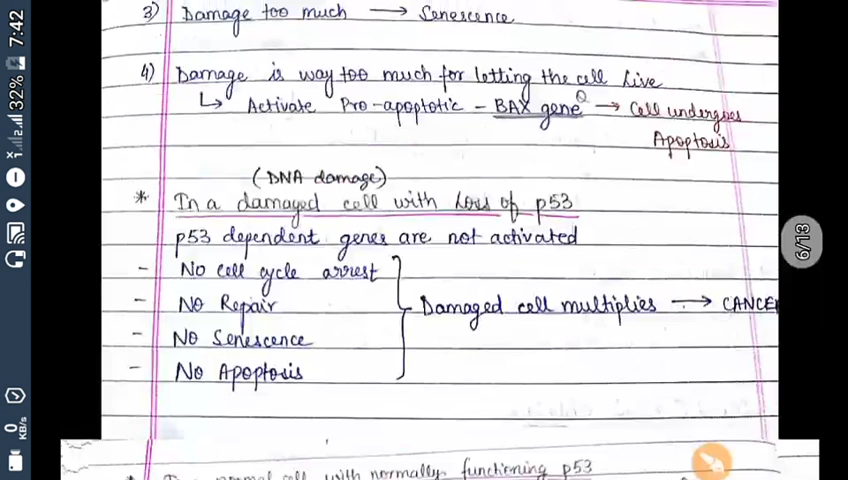 3) Damage too much → Senescence
4) Damage is way too much for letting the cell Live
↳ Activate Pro-apoptotic - BAX gene Q → Cell undergoes
Apoptosis
(DNA damage)
* In a damaged cell with Loss of p53
p53 dependent genes are not activated
- No cell cycle arrest
- No Repair
- No Senescence
- No Apoptosis
Damaged cell multiplies → CANCE
* In a normal cell with normally functioning p53
6/13
7:42
32%
0
KB/s